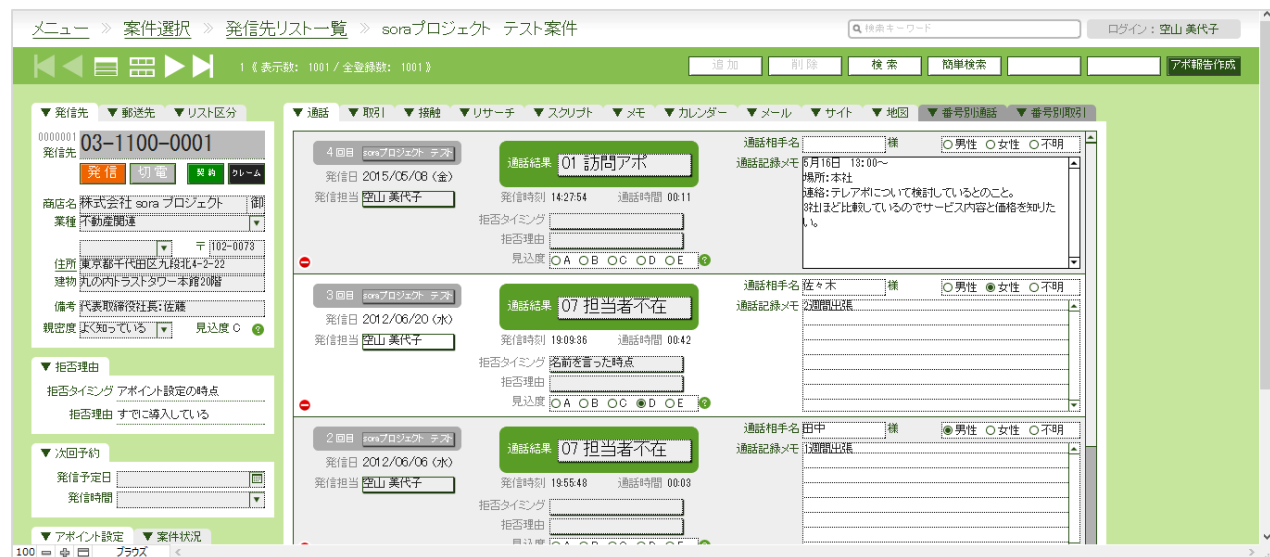 メニュー » 案件選択 » 発信先リスト一覧 » soraプロジェクト テスト案件
検索キーワード
ログイン：空山 美代子
1 《表示数： 1001 / 全登録数： 1001》
追加 削除 検索 簡単検索 アポ報告作成
▼発信先 ▼郵送先 ▼リスト区分
0000001
発信先 03-1100-0001
発信 切電 契約 クレーム
商店名 株式会社 sora プロジェクト 御
業種 不動産関連
〒 102-0073
住所 東京都千代田区九段北4-2-22
建物 丸の内トラストタワー本館20階
備考 代表取締役社長：佐藤
親密度 よく知っている 見込度 C ?
▼拒否理由
拒否タイミング アポイント設定の時点
拒否理由 すでに導入している
▼次回予約
発信予定日
発信時間
▼アポイント設定 ▼案件状況
▼通話 ▼取引 ▼接触 ▼リサーチ ▼スクリプト ▼メモ ▼カレンダー ▼メール ▼サイト ▼地図 ▼番号別通話 ▼番号別取引
4回目 soraプロジェクト テス
発信日 2015/05/08 (金)
発信担当 空山 美代子
通話結果 01 訪問アポ
発信時刻 14:27:54 通話時間 00:11
拒否タイミング
拒否理由
見込度 ○A ○B ○C ○D ○E ?
通話相手名 様 ○男性 ○女性 ○不明
通話記録メモ 5月16日 13:00～
場所：本社
連絡：テレアポについて検討しているとのこと。
3社ほど比較しているのでサービス内容と価格を知りた
い。
3回目 soraプロジェクト テス
発信日 2012/06/20 (水)
発信担当 空山 美代子
通話結果 07 担当者不在
発信時刻 19:09:36 通話時間 00:42
拒否タイミング 名前を言った時点
拒否理由
見込度 ○A ○B ○C ◉D ○E ?
通話相手名 佐々木 様 ○男性 ◉女性 ○不明
通話記録メモ 2週間出張
2回目 soraプロジェクト テス
発信日 2012/06/06 (水)
発信担当 空山 美代子
通話結果 07 担当者不在
発信時刻 19:55:48 通話時間 00:03
拒否タイミング
拒否理由
見込度 ○A ○B ○C ○D ○E
通話相手名 田中 様 ◉男性 ○女性 ○不明
通話記録メモ 1週間出張
100 ブラウズ